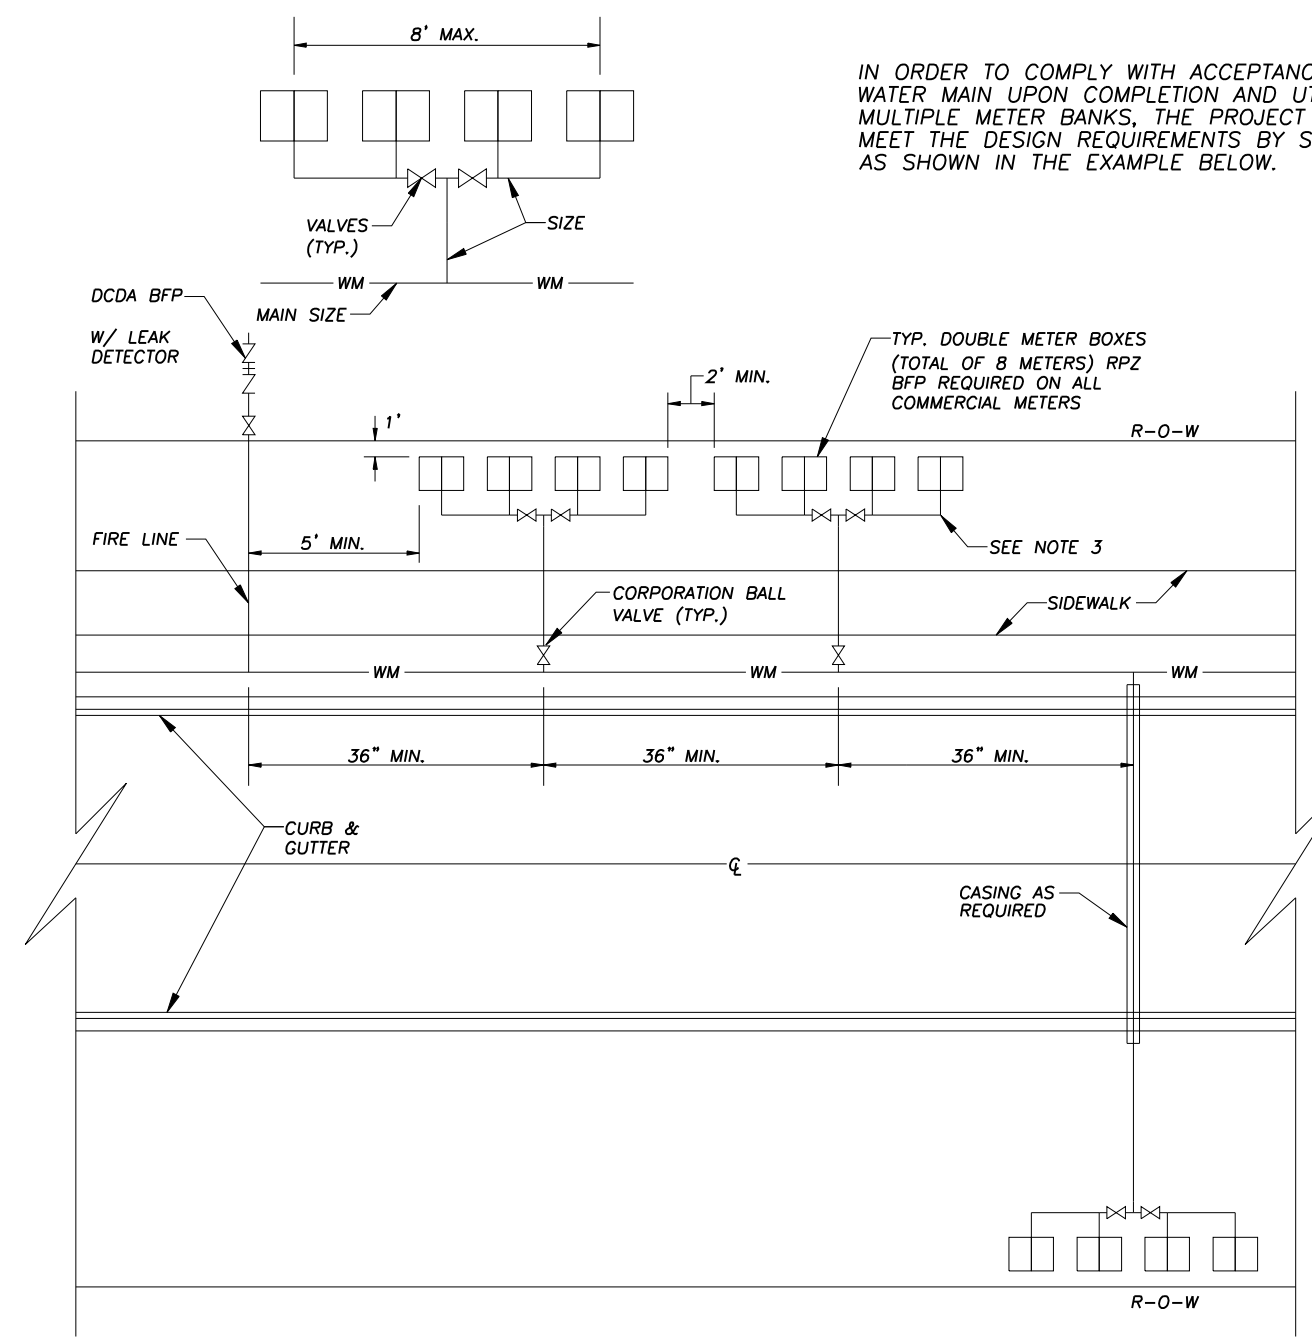 8' MAX.
IN ORDER TO COMPLY WITH ACCEPTANC
WATER MAIN UPON COMPLETION AND UT
MULTIPLE METER BANKS, THE PROJECT
MEET THE DESIGN REQUIREMENTS BY S
AS SHOWN IN THE EXAMPLE BELOW.
VALVES
(TYP.)
SIZE
WM
WM
MAIN SIZE
DCDA BFP
W/ LEAK
DETECTOR
TYP. DOUBLE METER BOXES
(TOTAL OF 8 METERS) RPZ
BFP REQUIRED ON ALL
COMMERCIAL METERS
2' MIN.
1'
R-O-W
FIRE LINE
5' MIN.
SEE NOTE 3
CORPORATION BALL
VALVE (TYP.)
SIDEWALK
WM
WM
WM
36" MIN.
36" MIN.
36" MIN.
CURB &
GUTTER
℄
CASING AS
REQUIRED
R-O-W